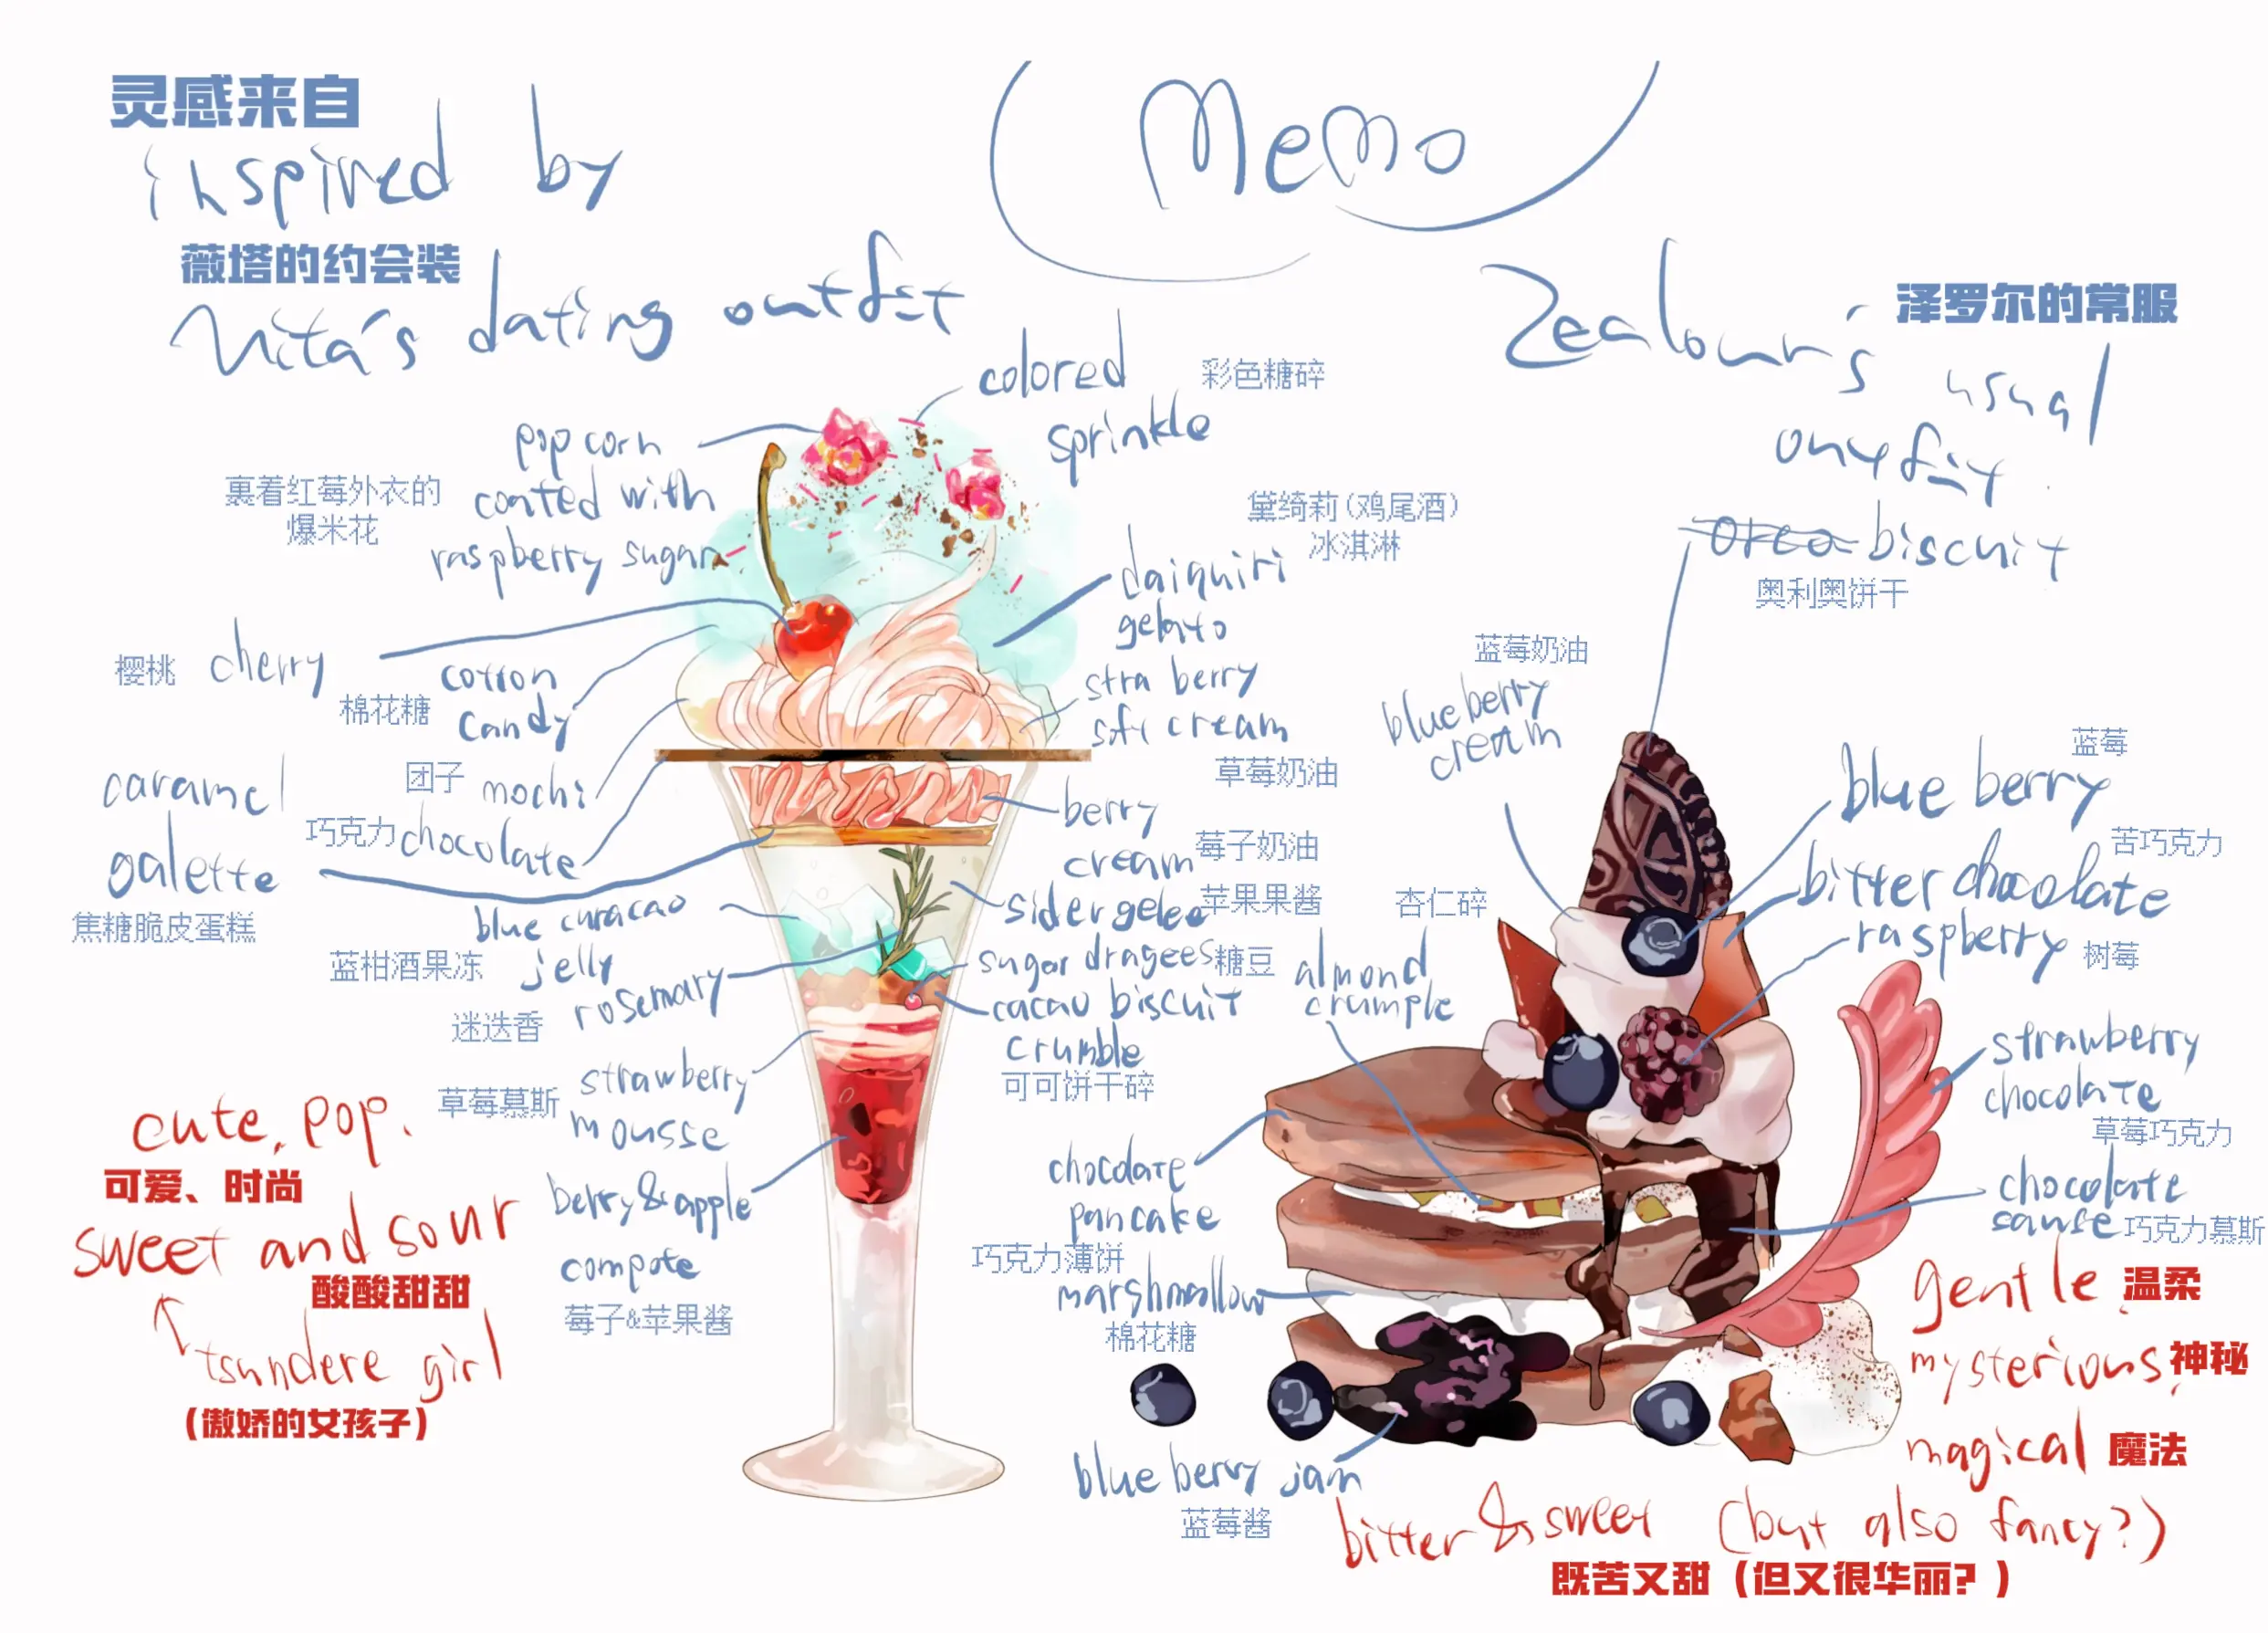 灵感来自
inspired by
薇塔的约会装
Vita's dating outfit
Memo
泽罗尔的常服
Zealour's
usual
outfit
colored
sprinkle
彩色糖碎
pop corn
coated with
raspberry sugar
裹着红莓外衣的
爆米花
黛绮莉(鸡尾酒)
冰淇淋
daiquiri
gelato
cherry
樱桃
cotton
candy
棉花糖
straberry
soft cream
草莓奶油
mochi
团子
chocolate
巧克力
caramel
galette
焦糖脆皮蛋糕
berry
cream
莓子奶油
sider gelee
苹果果酱
blue curacao
jelly
蓝柑酒果冻
sugar dragees
糖豆
rosemary
迷迭香
cacao biscuit
crumble
可可饼干碎
strawberry
mousse
草莓慕斯
berry & apple
compote
莓子&苹果酱
cute, pop.
可爱、时尚
sweet and sour
酸酸甜甜
tsundere girl
(傲娇的女孩子)
oreo biscuit
奥利奥饼干
蓝莓奶油
blueberry
cream
蓝莓
blue berry
苦巧克力
bitter chocolate
raspberry
树莓
杏仁碎
almond
crumple
strawberry
chocolate
草莓巧克力
chocolate
pancake
巧克力薄饼
chocolate
巧克力慕斯
marshmallow
棉花糖
blue berry jam
蓝莓酱
gentle
温柔
mysterious,
神秘
magical
魔法
bitter & sweet (but also fancy?)
既苦又甜(但又很华丽?)